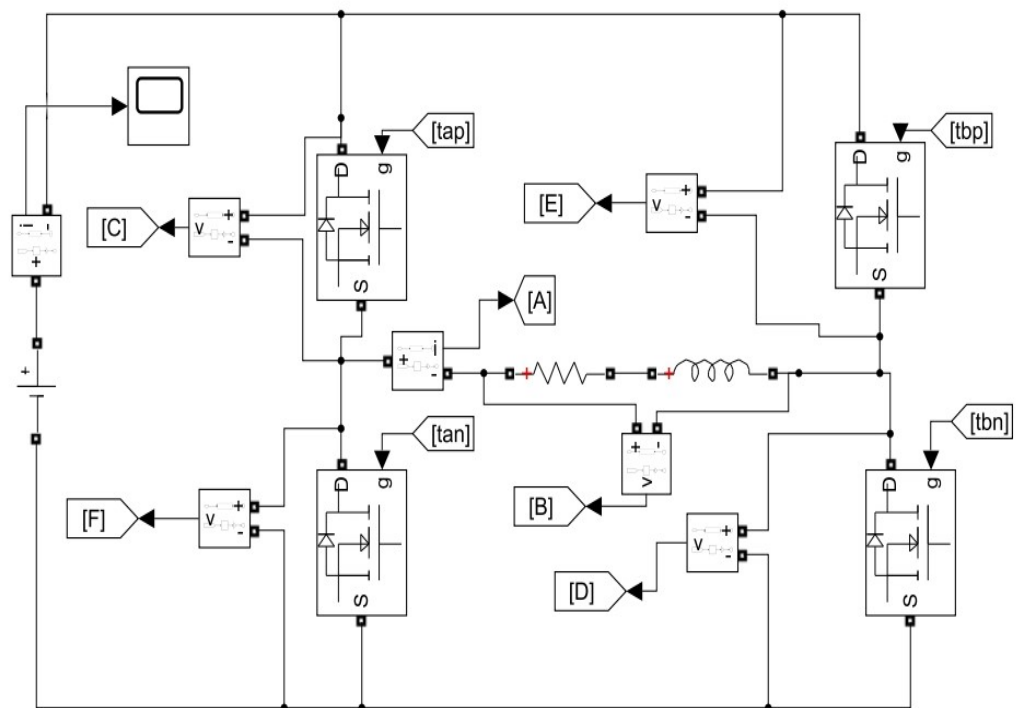 [tap]
[tbp]
D
g
D
g
[E]
+
v
-
[C]
+
v
-
i
-
+
S
S
[A]
+
i
-
+
+
+
[tan]
[tbn]
+
-
v
D
g
D
g
[F]
+
v
-
[B]
+
v
-
[D]
S
S